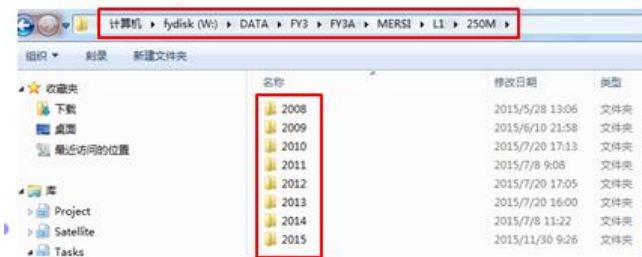 计算机 ▸ fydisk (W:) ▸ DATA ▸ FY3 ▸ FY3A ▸ MERSI ▸ L1 ▸ 250M ▸
组织 刻录 新建文件夹
收藏夹
下载
桌面
最近访问的位置
库
Project
Satellite
Tasks
名称 修改日期 类型
2008 2015/5/28 13:06 文件夹
2009 2015/6/10 21:58 文件夹
2010 2015/7/20 17:13 文件夹
2011 2015/7/8 9:08 文件夹
2012 2015/7/20 17:05 文件夹
2013 2015/7/20 16:00 文件夹
2014 2015/7/8 11:22 文件夹
2015 2015/11/30 9:26 文件夹